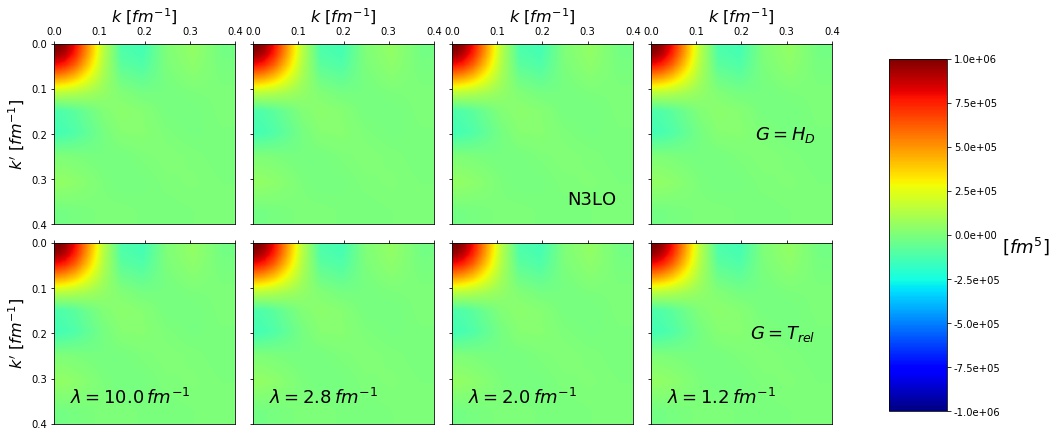 k [fm⁻¹] k [fm⁻¹] k [fm⁻¹] k [fm⁻¹]
0.0 0.1 0.2 0.3 0.4 0.0 0.1 0.2 0.3 0.4 0.0 0.1 0.2 0.3 0.4 0.0 0.1 0.2 0.3 0.4
k′ [fm⁻¹]
0.0
0.1
0.2
0.3
0.4
N3LO
G = H_D
k′ [fm⁻¹]
0.0
0.1
0.2
0.3
0.4
G = T_rel
λ = 10.0 fm⁻¹ λ = 2.8 fm⁻¹ λ = 2.0 fm⁻¹ λ = 1.2 fm⁻¹
1.0e+06
7.5e+05
5.0e+05
2.5e+05
0.0e+00
-2.5e+05
-5.0e+05
-7.5e+05
-1.0e+06
[fm⁵]